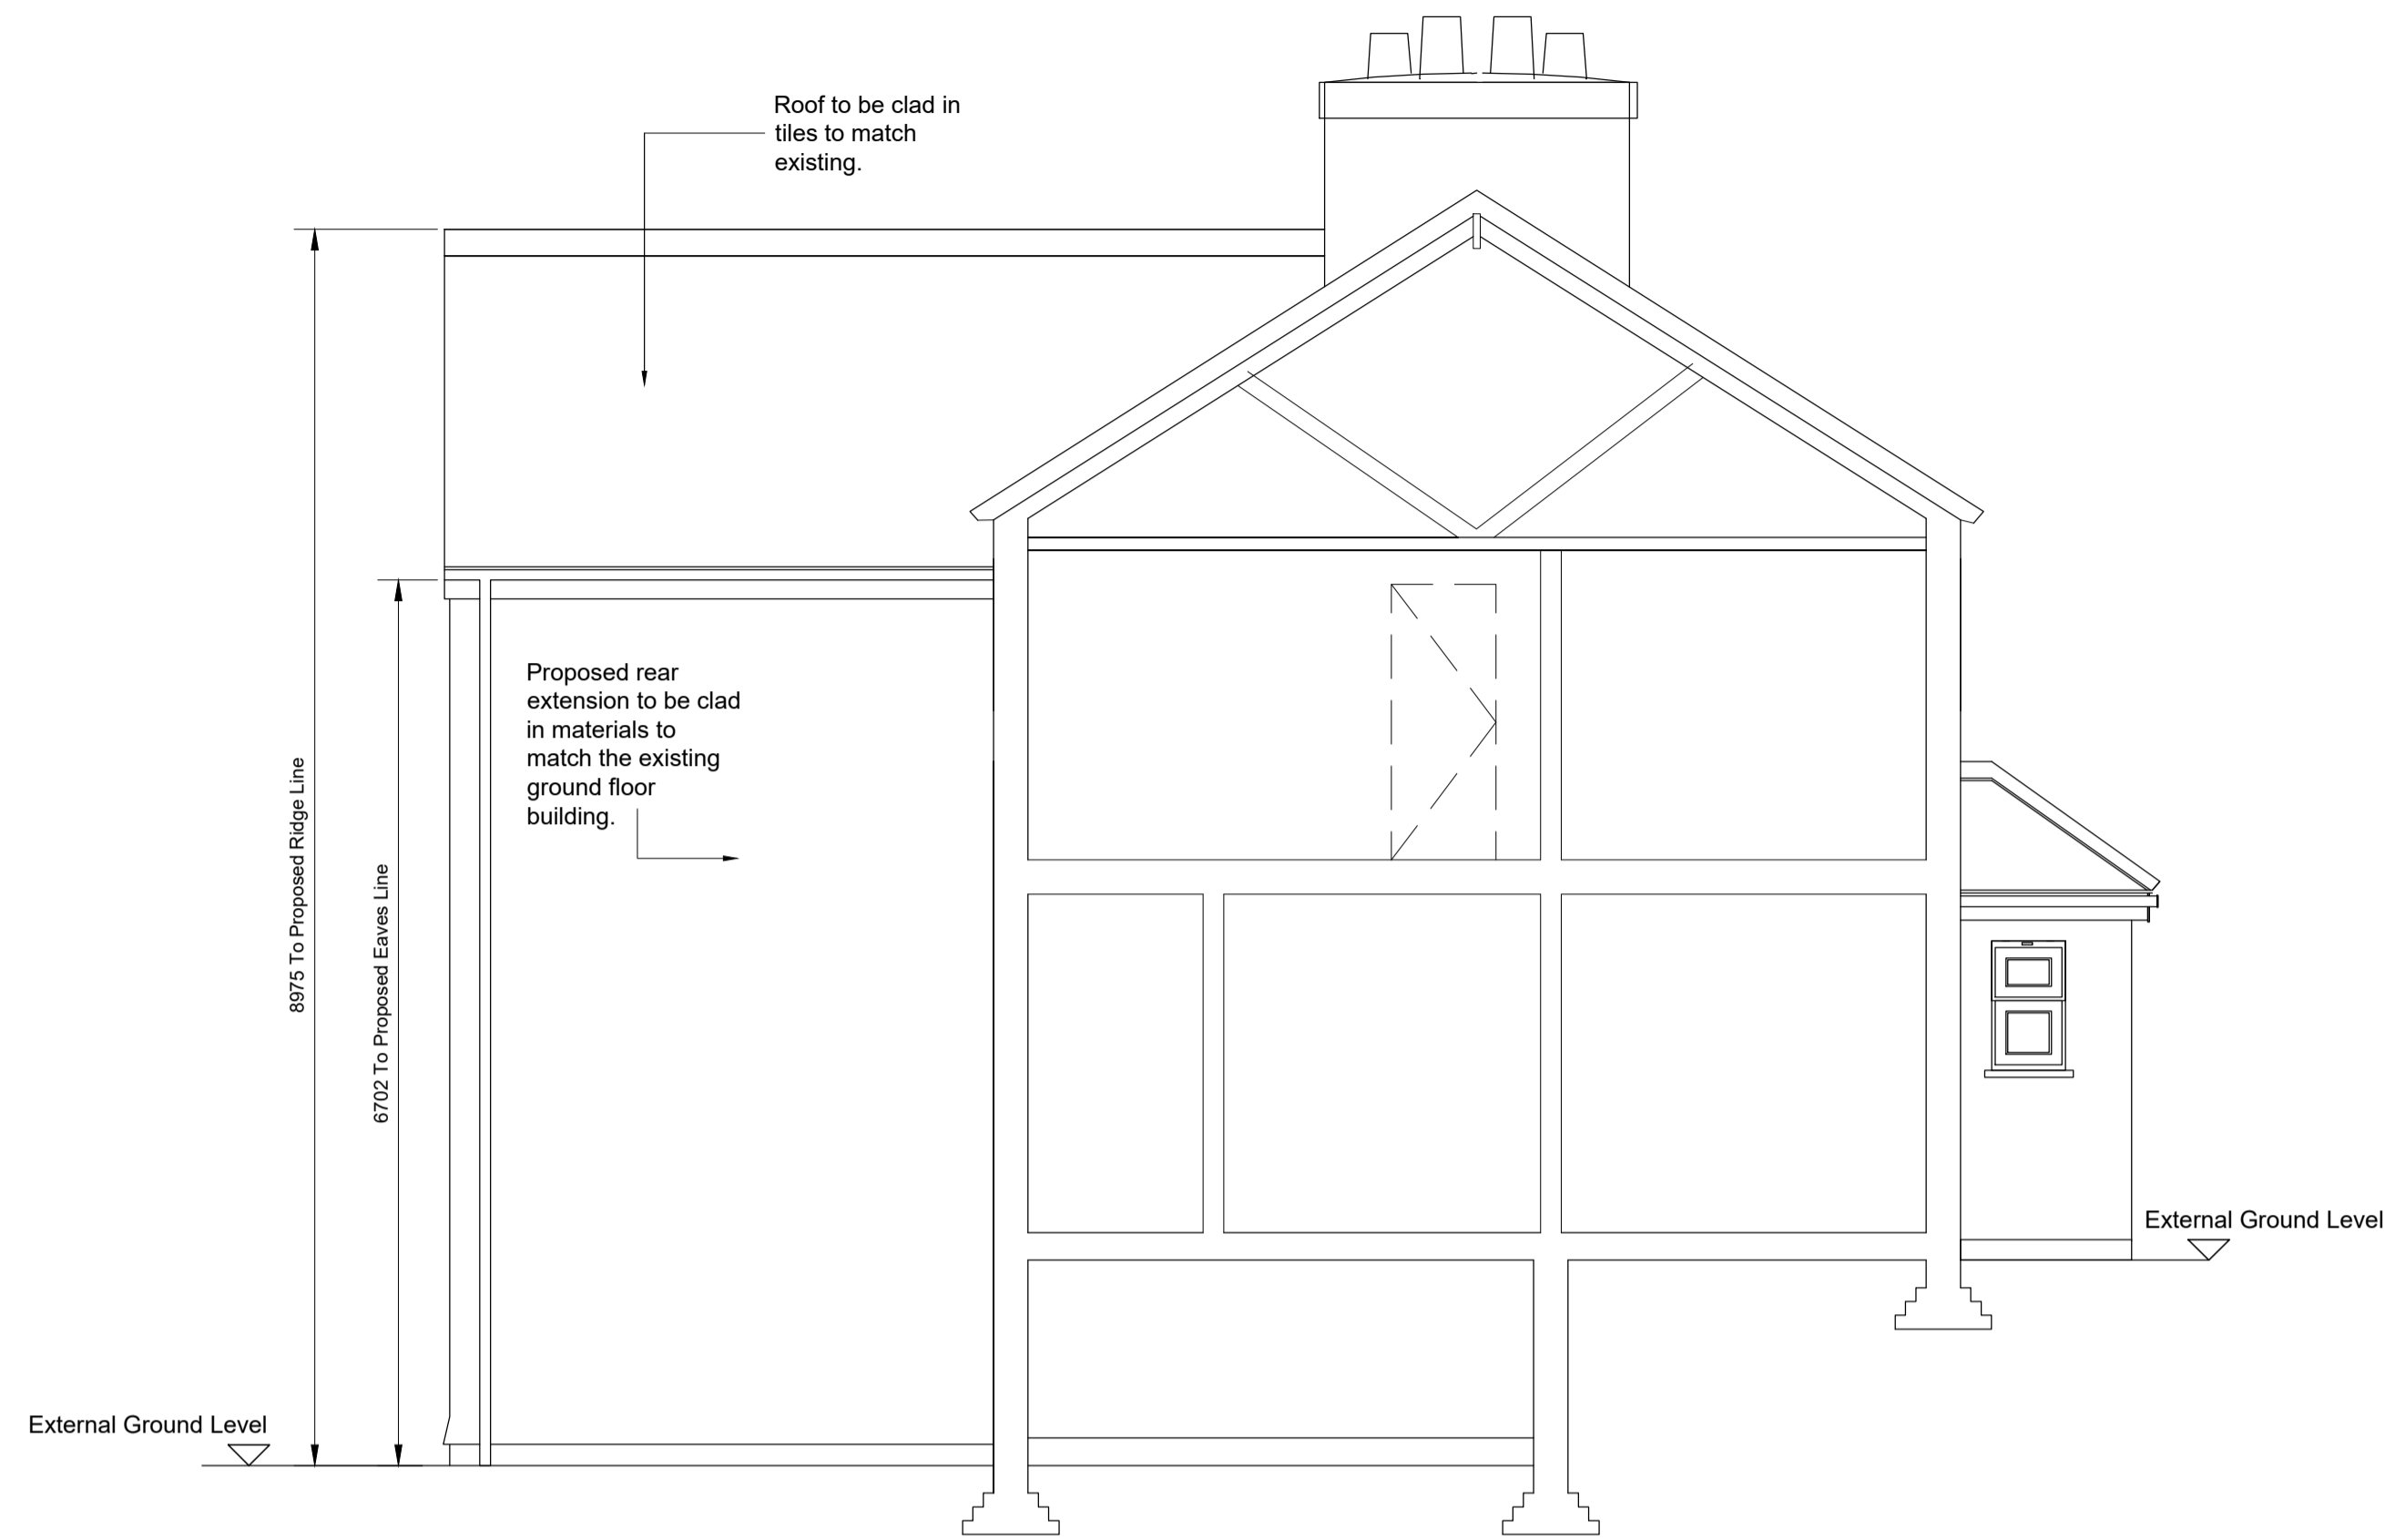 Roof to be clad in
tiles to match
existing.
Proposed rear
extension to be clad
in materials to
match the existing
ground floor
building.
8975 To Proposed Ridge Line
6702 To Proposed Eaves Line
External Ground Level
External Ground Level